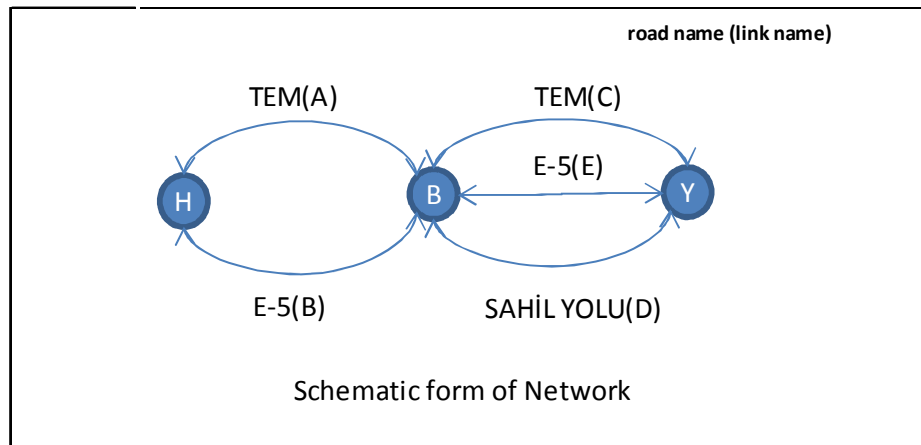 road name (link name)
TEM(A)
TEM(C)
E-5(E)
H
B
Y
E-5(B)
SAHİL YOLU(D)
Schematic form of Network